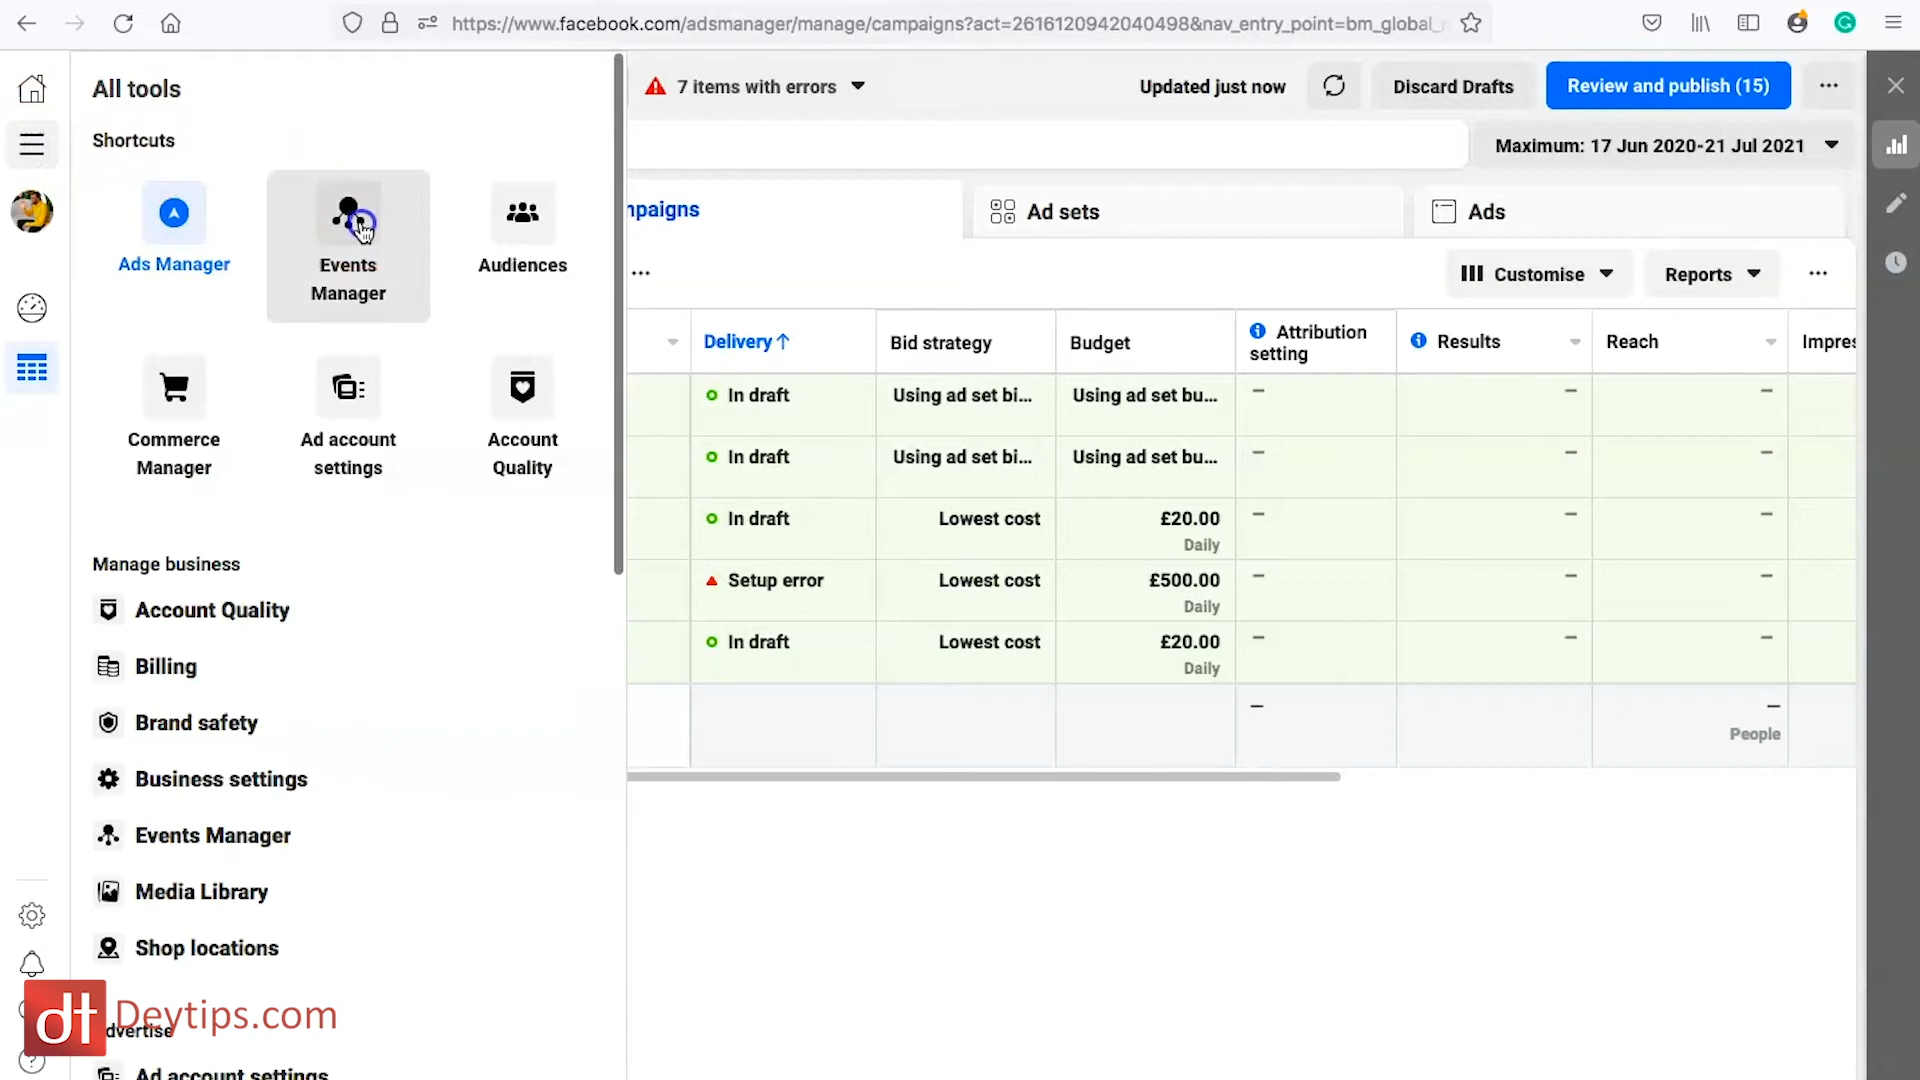 https://www.facebook.com/adsmanager/manage/campaigns?act=2616120942040498&nav_entry_point=bm_global_
All tools
Shortcuts
Ads Manager
Events
Manager
Audiences
Commerce
Manager
Ad account
settings
Account
Quality
Manage business
Account Quality
Billing
Brand safety
Business settings
Events Manager
Media Library
Shop locations
dt Deytips.com
dvertise
Ad account settings
7 items with errors
Updated just now
Discard Drafts
Review and publish (15)
Maximum: 17 Jun 2020-21 Jul 2021
mpaigns
Ad sets
Ads
Customise
Reports
Delivery↑
Bid strategy
Budget
Attribution
setting
Results
Reach
Impres
In draft
Using ad set bi...
Using ad set bu...
–
–
–
In draft
Using ad set bi...
Using ad set bu...
–
–
–
In draft
Lowest cost
£20.00
Daily
–
–
–
Setup error
Lowest cost
£500.00
Daily
–
–
–
In draft
Lowest cost
£20.00
Daily
–
–
–
–
–
People